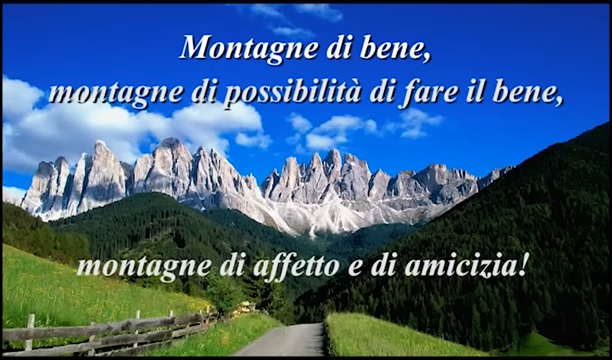 Montagne di bene,
montagne di possibilità di fare il bene,
montagne di affetto e di amicizia!